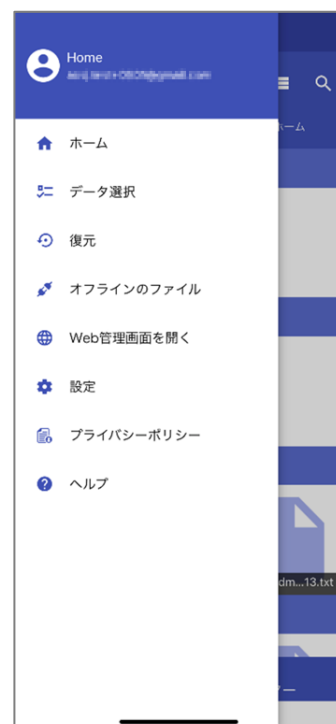 Home
ホーム
データ選択
復元
オフラインのファイル
Web管理画面を開く
設定
プライバシーポリシー
ヘルプ
ホーム
dm...13.txt